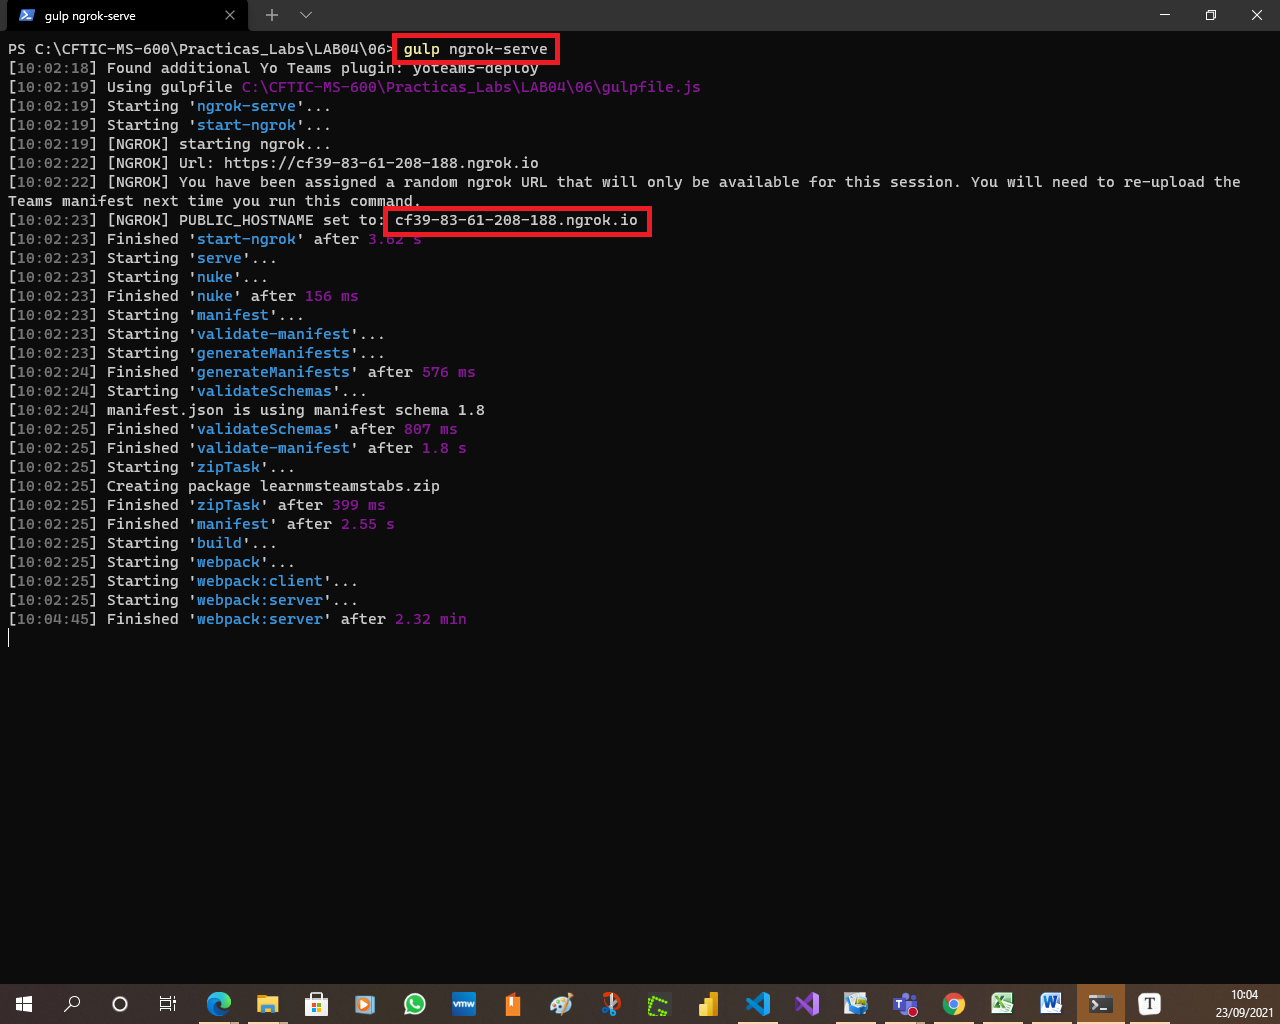 gulp ngrok-serve
PS C:\CFTIC-MS-600\Practicas_Labs\LAB04\06> gulp ngrok-serve
[10:02:18] Found additional Yo Teams plugin: yoteams-deploy
[10:02:19] Using gulpfile C:\CFTIC-MS-600\Practicas_Labs\LAB04\06\gulpfile.js
[10:02:19] Starting 'ngrok-serve'...
[10:02:19] Starting 'start-ngrok'...
[10:02:19] [NGROK] starting ngrok...
[10:02:22] [NGROK] Url: https://cf39-83-61-208-188.ngrok.io
[10:02:22] [NGROK] You have been assigned a random ngrok URL that will only be available for this session. You will need to re-upload the
Teams manifest next time you run this command.
[10:02:23] [NGROK] PUBLIC_HOSTNAME set to: cf39-83-61-208-188.ngrok.io
[10:02:23] Finished 'start-ngrok' after 3.62 s
[10:02:23] Starting 'serve'...
[10:02:23] Starting 'nuke'...
[10:02:23] Finished 'nuke' after 156 ms
[10:02:23] Starting 'manifest'...
[10:02:23] Starting 'validate-manifest'...
[10:02:23] Starting 'generateManifests'...
[10:02:24] Finished 'generateManifests' after 576 ms
[10:02:24] Starting 'validateSchemas'...
[10:02:24] manifest.json is using manifest schema 1.8
[10:02:25] Finished 'validateSchemas' after 807 ms
[10:02:25] Finished 'validate-manifest' after 1.8 s
[10:02:25] Starting 'zipTask'...
[10:02:25] Creating package learnmsteamstabs.zip
[10:02:25] Finished 'zipTask' after 399 ms
[10:02:25] Finished 'manifest' after 2.55 s
[10:02:25] Starting 'build'...
[10:02:25] Starting 'webpack'...
[10:02:25] Starting 'webpack:client'...
[10:02:25] Starting 'webpack:server'...
[10:04:45] Finished 'webpack:server' after 2.32 min
vmw
T
10:04
23/09/2021